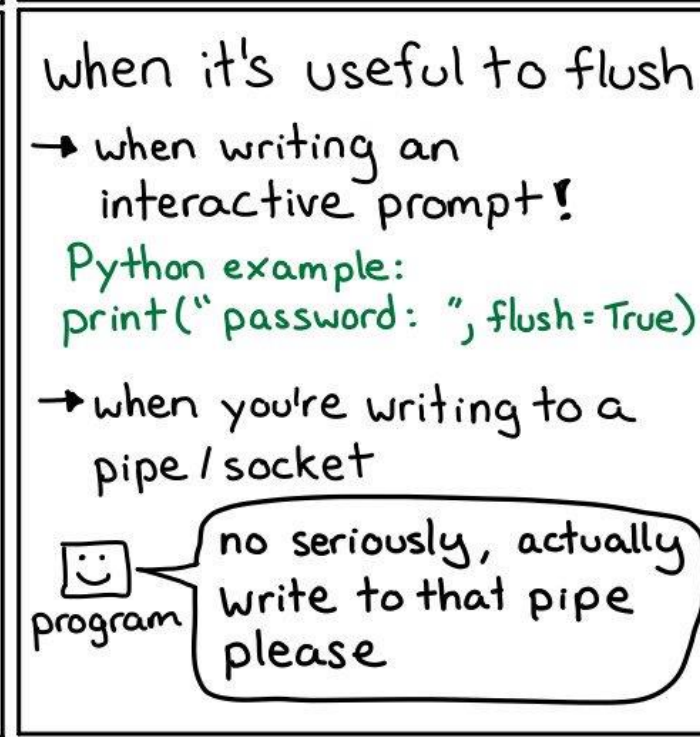 when it's useful to flush
→ when writing an
interactive prompt!
Python example:
print("password: ", flush=True)
→ when you're writing to a
pipe/socket
no seriously, actually
write to that pipe
please
program